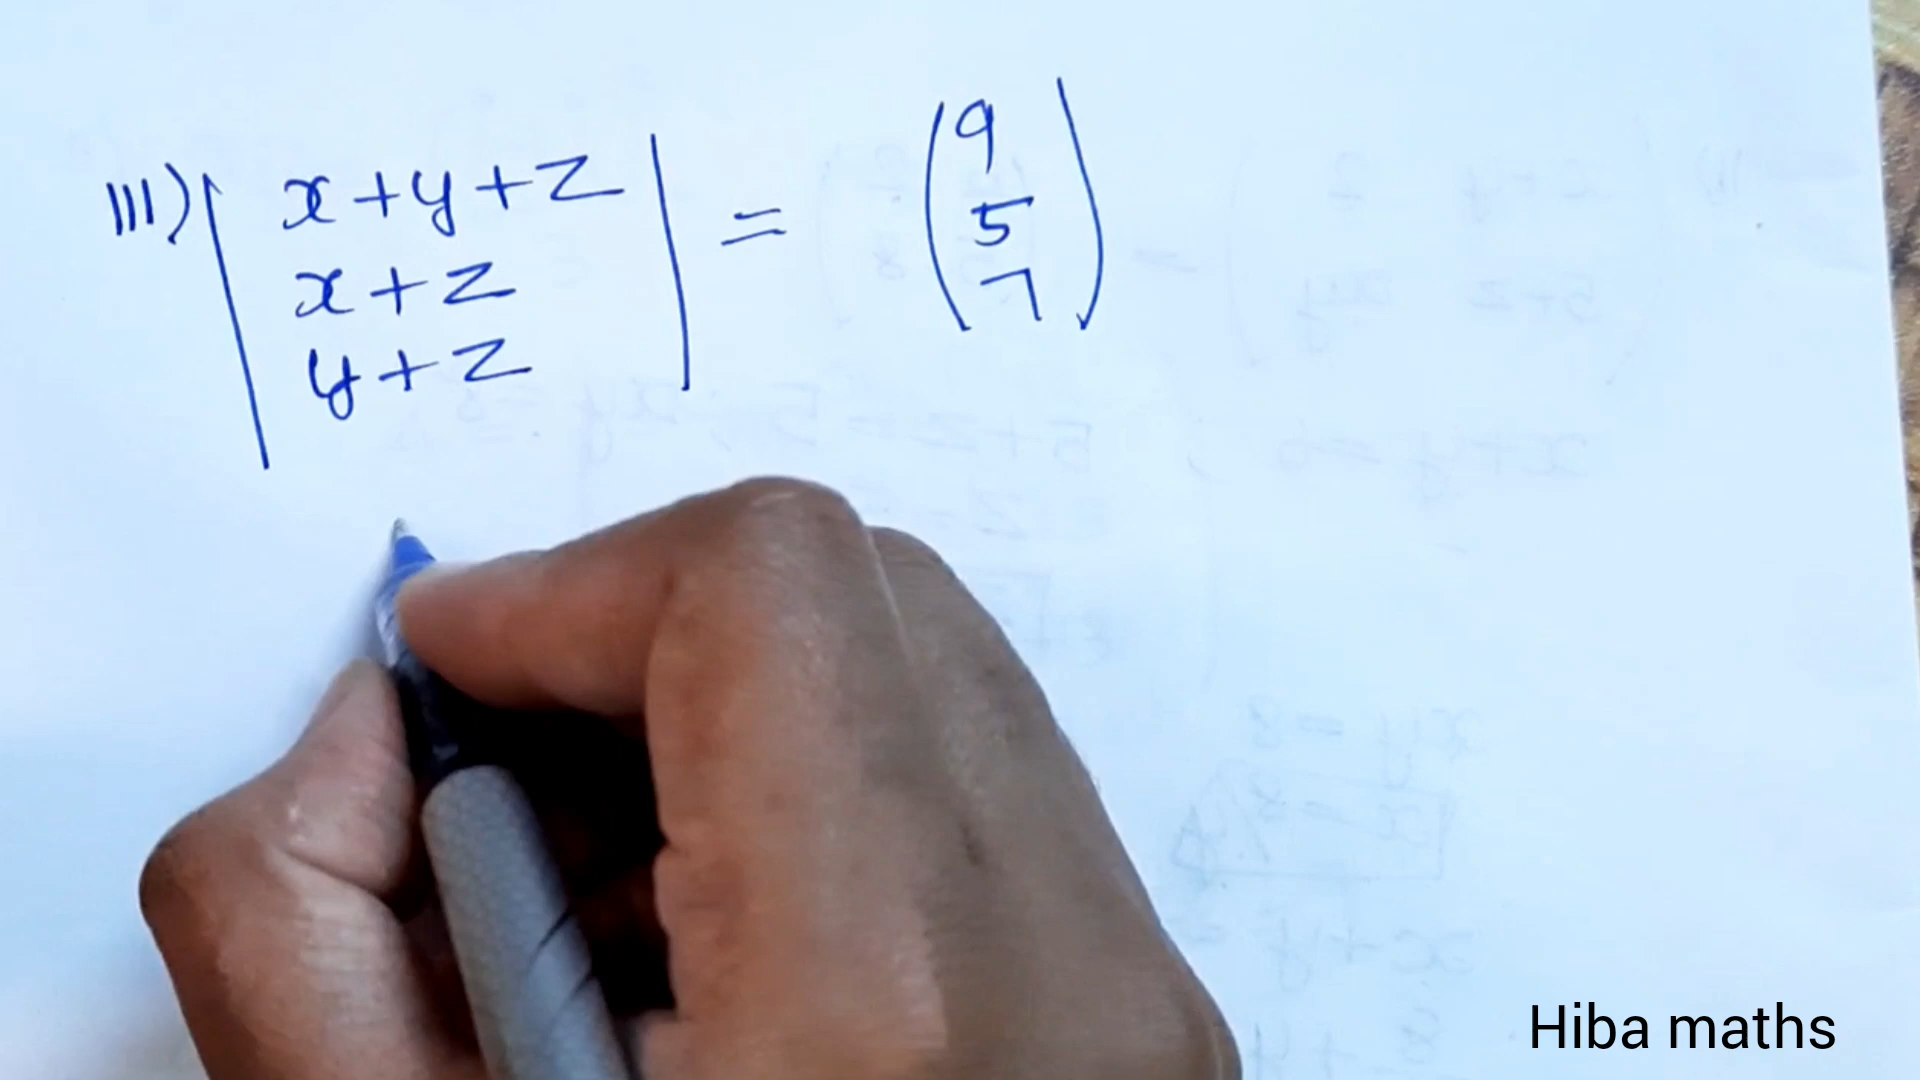 III) | x+y+z | = ( 9 )
x+z 5
y+z 7
Hiba maths